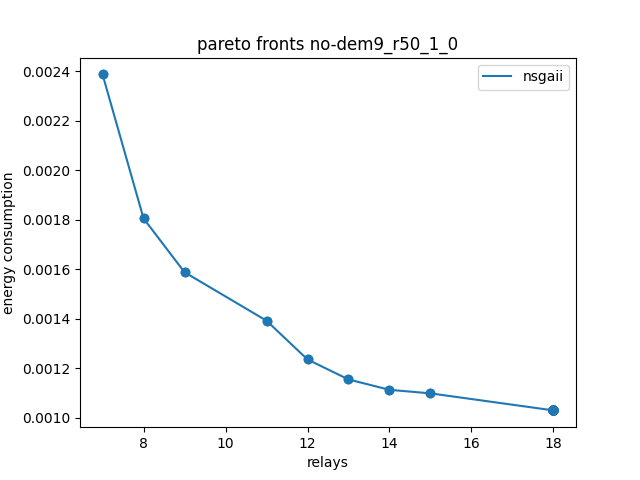 pareto fronts no-dem9_r50_1_0
nsgaii
energy consumption
0.0024
0.0022
0.0020
0.0018
0.0016
0.0014
0.0012
0.0010
8 10 12 14 16 18
relays